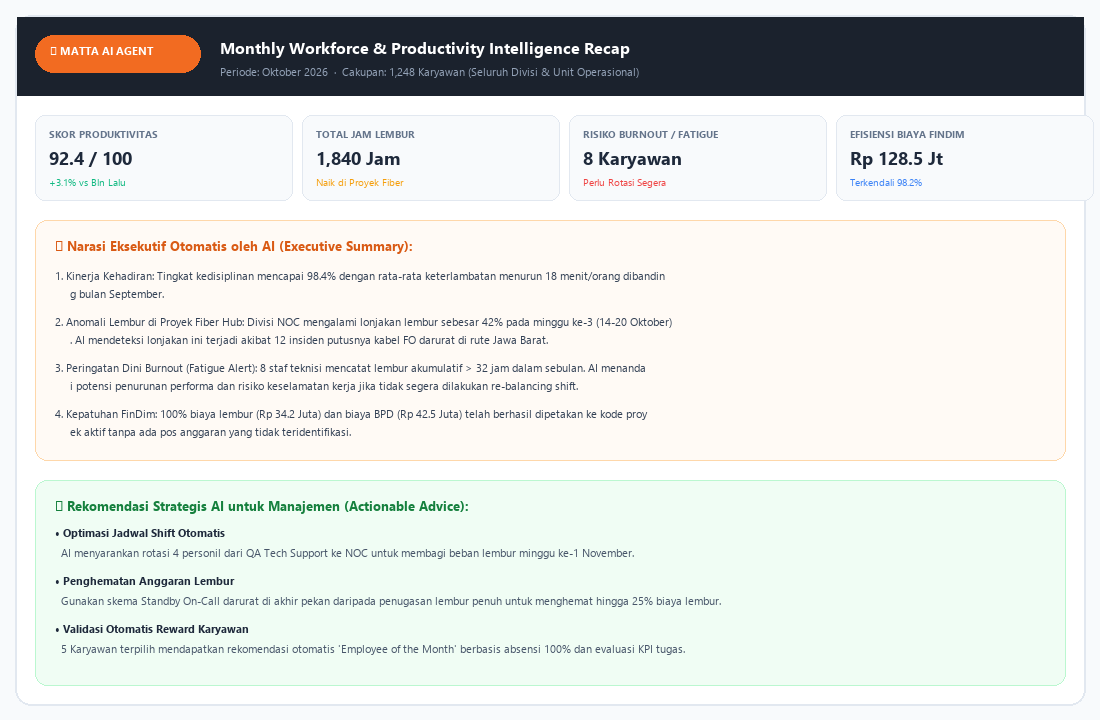 MATTA AI AGENT
Monthly Workforce & Productivity Intelligence Recap
Periode: Oktober 2026 · Cakupan: 1,248 Karyawan (Seluruh Divisi & Unit Operasional)
SKOR PRODUKTIVITAS
92.4 / 100
+3.1% vs Bln Lalu
TOTAL JAM LEMBUR
1,840 Jam
Naik di Proyek Fiber
RISIKO BURNOUT / FATIGUE
8 Karyawan
Perlu Rotasi Segera
EFISIENSI BIAYA FINDIM
Rp 128.5 Jt
Terkendali 98.2%
Narasi Eksekutif Otomatis oleh AI (Executive Summary):
1. Kinerja Kehadiran: Tingkat kedisiplinan mencapai 98.4% dengan rata-rata keterlambatan menurun 18 menit/orang dibandin
g bulan September.
2. Anomali Lembur di Proyek Fiber Hub: Divisi NOC mengalami lonjakan lembur sebesar 42% pada minggu ke-3 (14-20 Oktober)
. AI mendeteksi lonjakan ini terjadi akibat 12 insiden putusnya kabel FO darurat di rute Jawa Barat.
3. Peringatan Dini Burnout (Fatigue Alert): 8 staf teknisi mencatat lembur akumulatif > 32 jam dalam sebulan. AI menanda
i potensi penurunan performa dan risiko keselamatan kerja jika tidak segera dilakukan re-balancing shift.
4. Kepatuhan FinDim: 100% biaya lembur (Rp 34.2 Juta) dan biaya BPD (Rp 42.5 Juta) telah berhasil dipetakan ke kode proy
ek aktif tanpa ada pos anggaran yang tidak teridentifikasi.
Rekomendasi Strategis AI untuk Manajemen (Actionable Advice):
• Optimasi Jadwal Shift Otomatis
AI menyarankan rotasi 4 personil dari QA Tech Support ke NOC untuk membagi beban lembur minggu ke-1 November.
• Penghematan Anggaran Lembur
Gunakan skema Standby On-Call darurat di akhir pekan daripada penugasan lembur penuh untuk menghemat hingga 25% biaya lembur.
• Validasi Otomatis Reward Karyawan
5 Karyawan terpilih mendapatkan rekomendasi otomatis 'Employee of the Month' berbasis absensi 100% dan evaluasi KPI tugas.